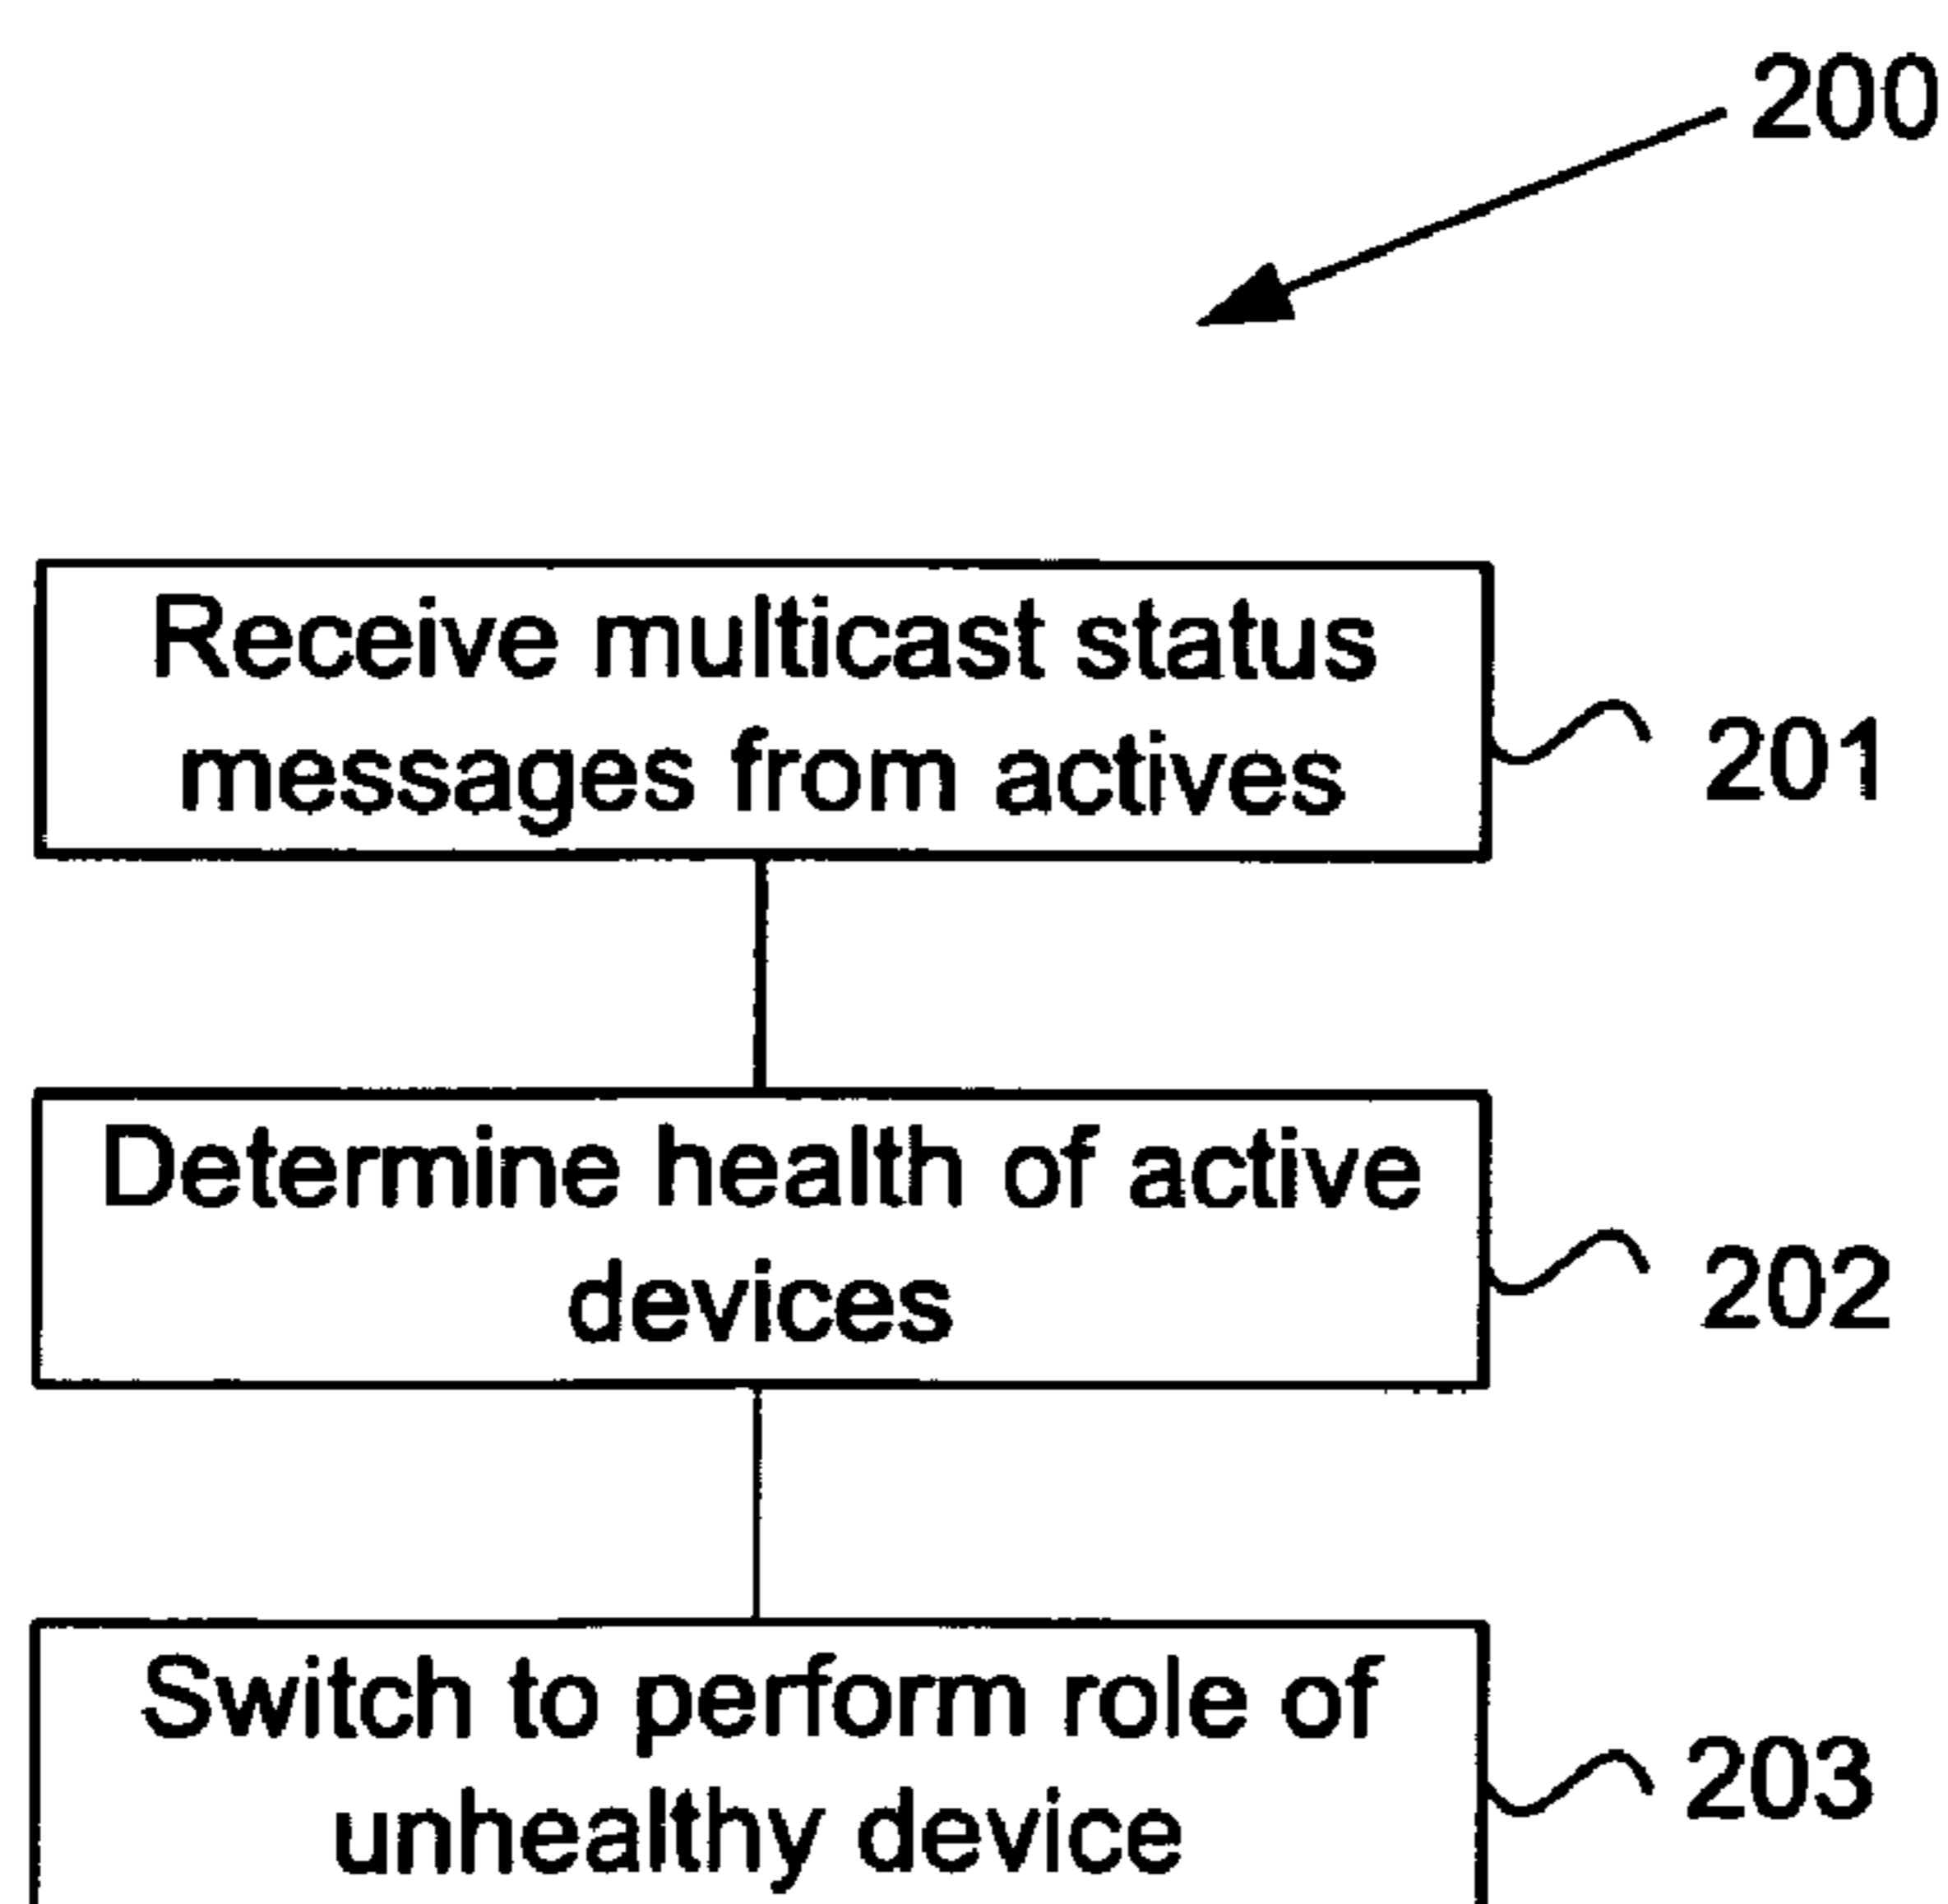 200
Receive multicast status
messages from actives
201
Determine health of active
devices
202
Switch to perform role of
unhealthy device
203